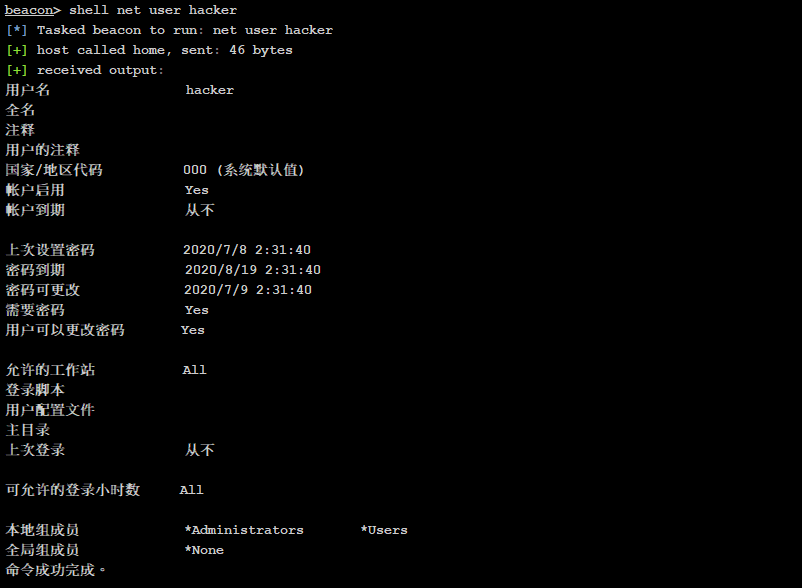 beacon> shell net user hacker
[*] Tasked beacon to run: net user hacker
[+] host called home, sent: 46 bytes
[+] received output:
用户名 hacker
全名
注释
用户的注释
国家/地区代码 000 (系统默认值)
帐户启用 Yes
帐户到期 从不
上次设置密码 2020/7/8 2:31:40
密码到期 2020/8/19 2:31:40
密码可更改 2020/7/9 2:31:40
需要密码 Yes
用户可以更改密码 Yes
允许的工作站 All
登录脚本
用户配置文件
主目录
上次登录 从不
可允许的登录小时数 All
本地组成员 *Administrators *Users
全局组成员 *None
命令成功完成。